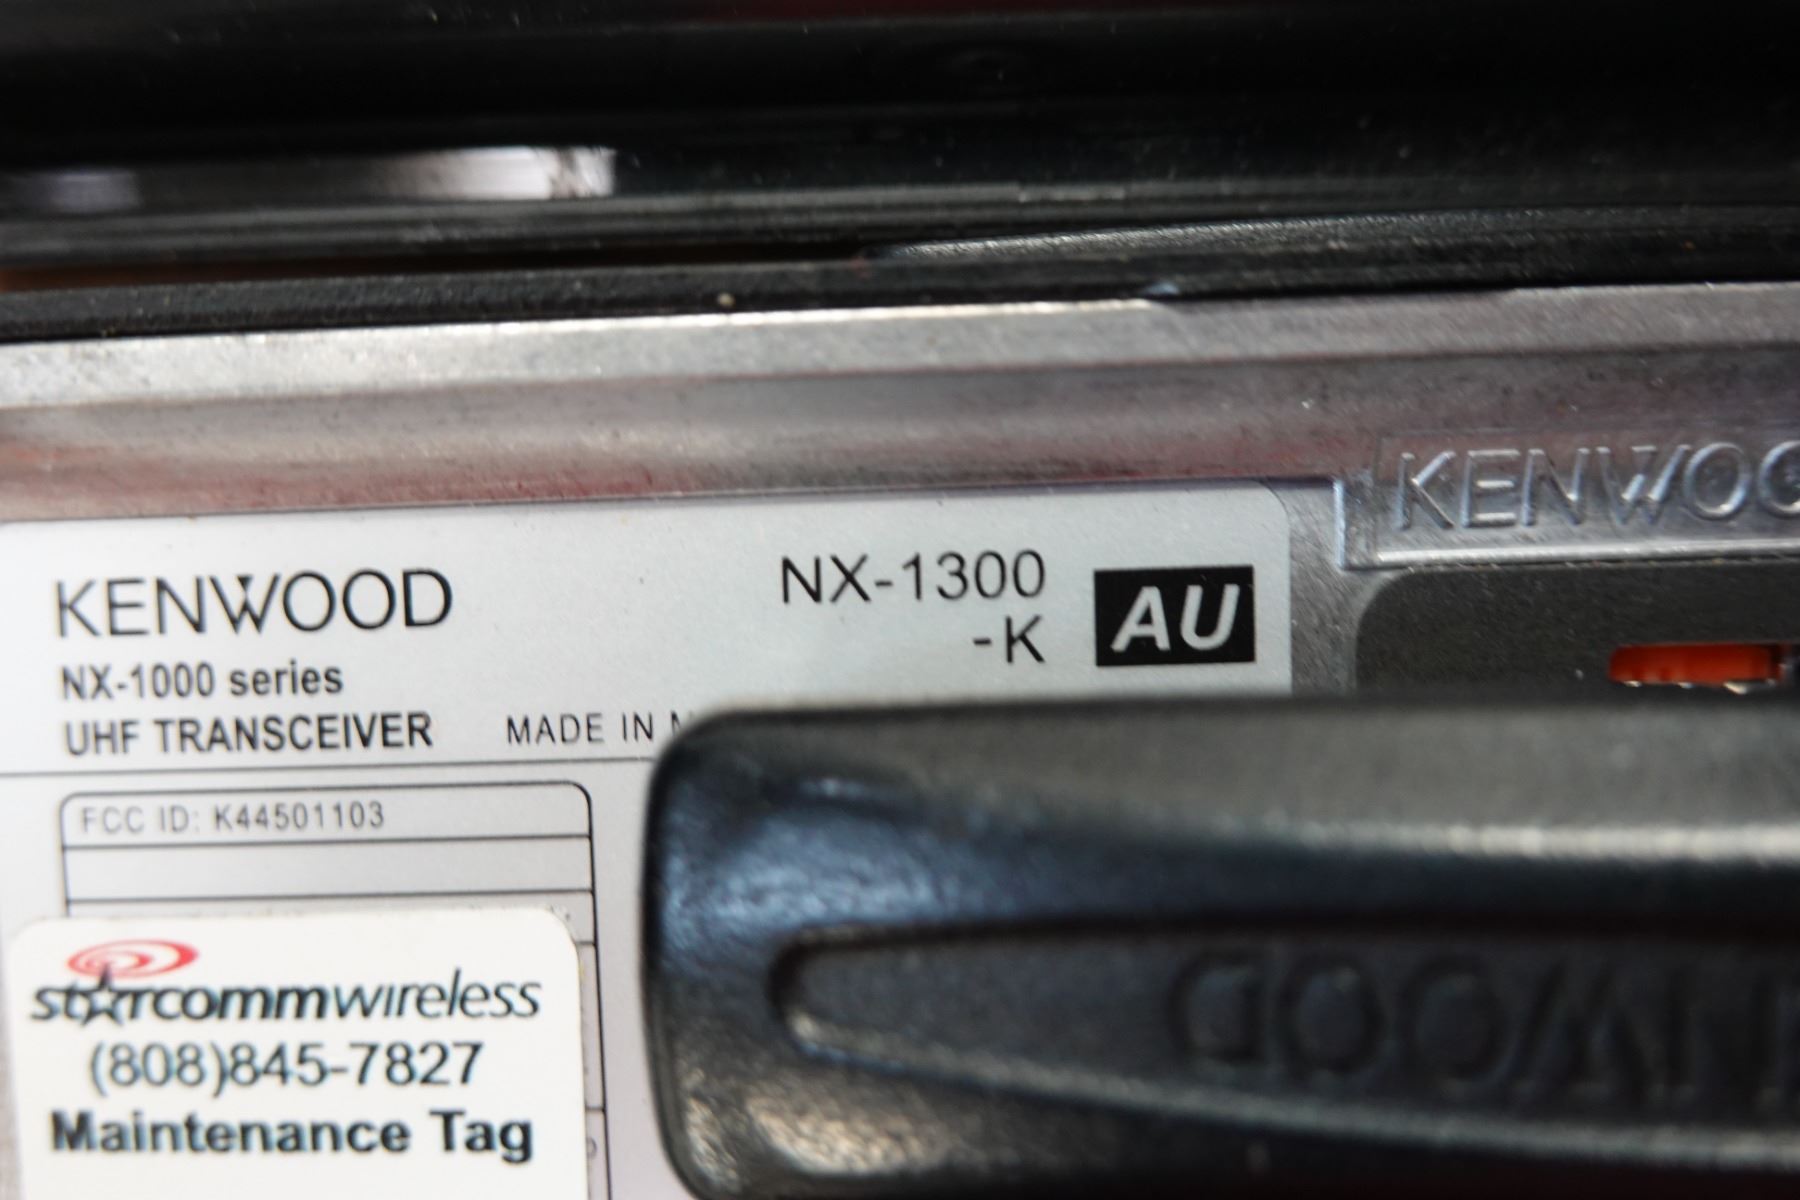 KENWOOD
KENWOOD
NX-1300
-K
AU
NX-1000 series
UHF TRANSCEIVER
MADE IN
FCC ID: K44501103
starcommwireless
(808)845-7827
Maintenance Tag